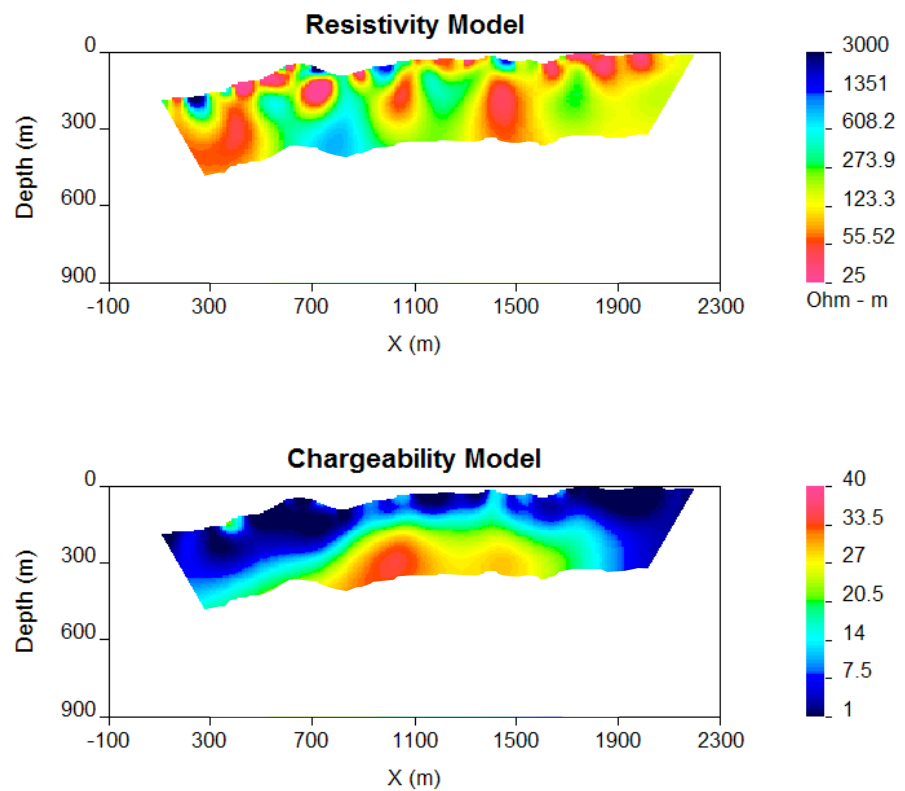 Resistivity Model
0
300
600
900
Depth (m)
-100 300 700 1100 1500 1900 2300
X (m)
3000
1351
608.2
273.9
123.3
55.52
25
Ohm - m
Chargeability Model
0
300
600
900
Depth (m)
-100 300 700 1100 1500 1900 2300
X (m)
40
33.5
27
20.5
14
7.5
1